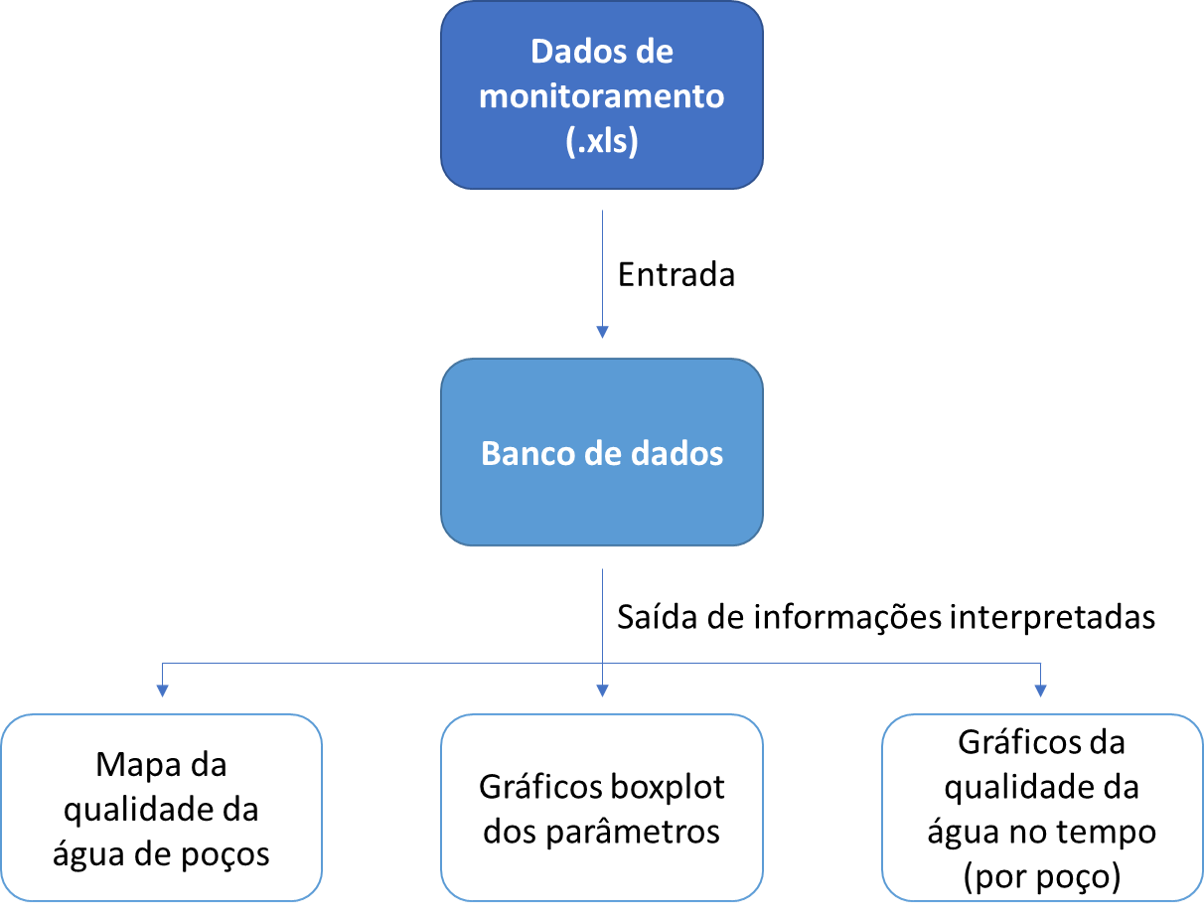 Dados de
monitoramento
(.xls)
Entrada
Banco de dados
Saída de informações interpretadas
Mapa da
qualidade da
água de poços
Gráficos boxplot
dos parâmetros
Gráficos da
qualidade da
água no tempo
(por poço)